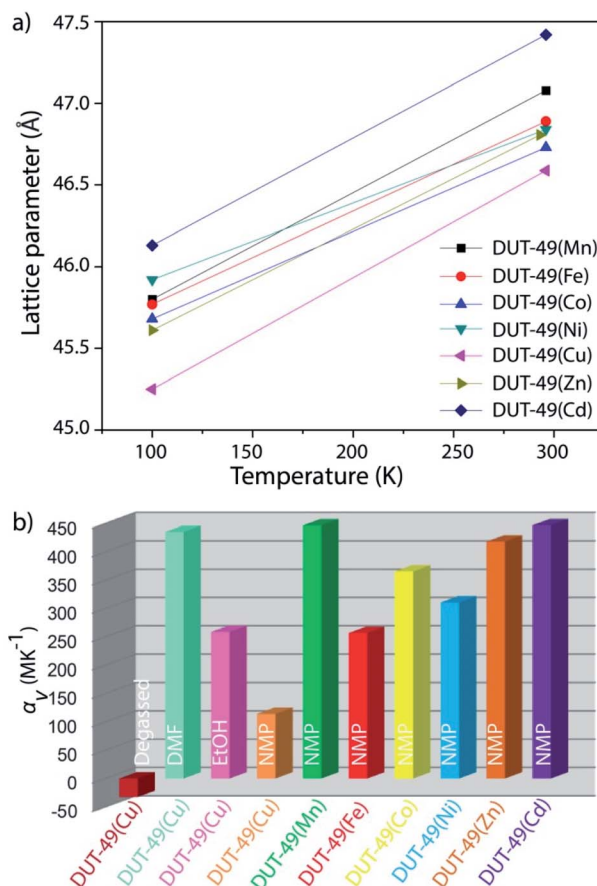 a)
47.5
47.0
46.5
46.0
45.5
45.0
Lattice parameter (Å)
DUT-49(Mn)
DUT-49(Fe)
DUT-49(Co)
DUT-49(Ni)
DUT-49(Cu)
DUT-49(Zn)
DUT-49(Cd)
100 150 200 250 300
Temperature (K)
b)
450
400
350
300
250
200
150
100
50
0
-50
αV (MK⁻¹)
Degassed
DMF
EtOH
NMP
NMP
NMP
NMP
NMP
NMP
NMP
DUT-49(Cu)
DUT-49(Cu)
DUT-49(Cu)
DUT-49(Cu)
DUT-49(Mn)
DUT-49(Fe)
DUT-49(Co)
DUT-49(Ni)
DUT-49(Zn)
DUT-49(Cd)